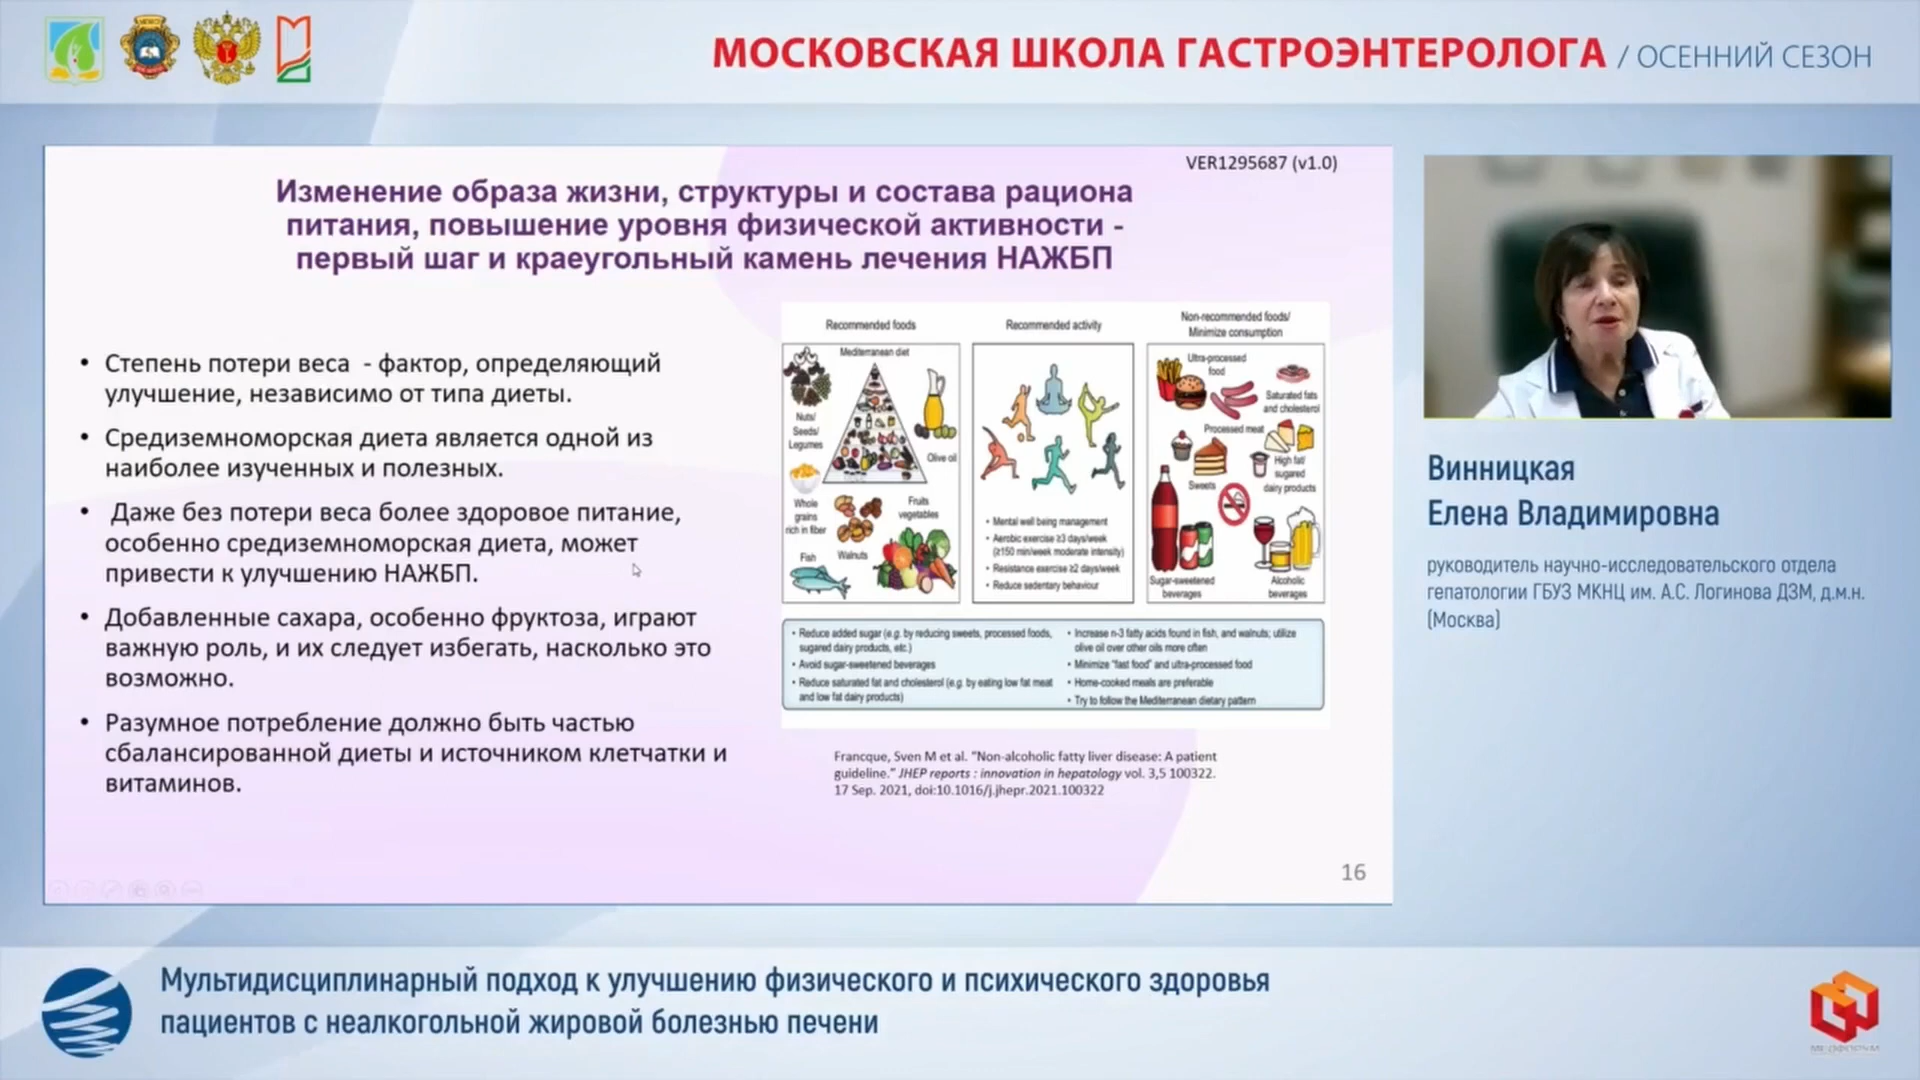 МОСКОВСКАЯ ШКОЛА ГАСТРОЭНТЕРОЛОГА / ОСЕННИЙ СЕЗОН
VER1295687 (v1.0)
Изменение образа жизни, структуры и состава рациона
питания, повышение уровня физической активности -
первый шаг и краеугольный камень лечения НАЖБП
• Степень потери веса - фактор, определяющий
улучшение, независимо от типа диеты.
• Средиземноморская диета является одной из
наиболее изученных и полезных.
• Даже без потери веса более здоровое питание,
особенно средиземноморская диета, может
привести к улучшению НАЖБП.
• Добавленные сахара, особенно фруктоза, играют
важную роль, и их следует избегать, насколько это
возможно.
• Разумное потребление должно быть частью
сбалансированной диеты и источником клетчатки и
витаминов.
Recommended foods
Mediterranean diet
Nuts/
Seeds/
Legumes
Olive oil
Whole
grains
rich in fiber
Fruits
vegetables
Fish
Walnuts
Recommended activity
• Mental well being management
• Aerobic exercise ≥3 days/week
(≥150 min/week moderate intensity)
• Resistance exercise ≥2 days/week
• Reduce sedentary behaviour
Non-recommended foods/
Minimize consumption
Ultra-processed
food
Saturated fats
and cholesterol
Processed meat
Sweets
High fat/
sugared
dairy products
Sugar-sweetened
beverages
Alcoholic
beverages
• Reduce added sugar (e.g. by reducing sweets, processed foods,
sugared dairy products, etc.)
• Avoid sugar-sweetened beverages
• Reduce saturated fat and cholesterol (e.g. by eating low fat meat
and low fat dairy products)
• Increase n-3 fatty acids found in fish, and walnuts; utilize
olive oil over other oils more often
• Minimize "fast food" and ultra-processed food
• Home-cooked meals are preferable
• Try to follow the Mediterranean dietary pattern
Francque, Sven M et al. “Non-alcoholic fatty liver disease: A patient
guideline.” JHEP reports : innovation in hepatology vol. 3,5 100322.
17 Sep. 2021, doi:10.1016/j.jhepr.2021.100322
16
Винницкая
Елена Владимировна
руководитель научно-исследовательского отдела
гепатологии ГБУЗ МКНЦ им. А.С. Логинова ДЗМ, д.м.н.
(Москва)
Мультидисциплинарный подход к улучшению физического и психического здоровья
пациентов с неалкогольной жировой болезнью печени
МЕДФОРУМ